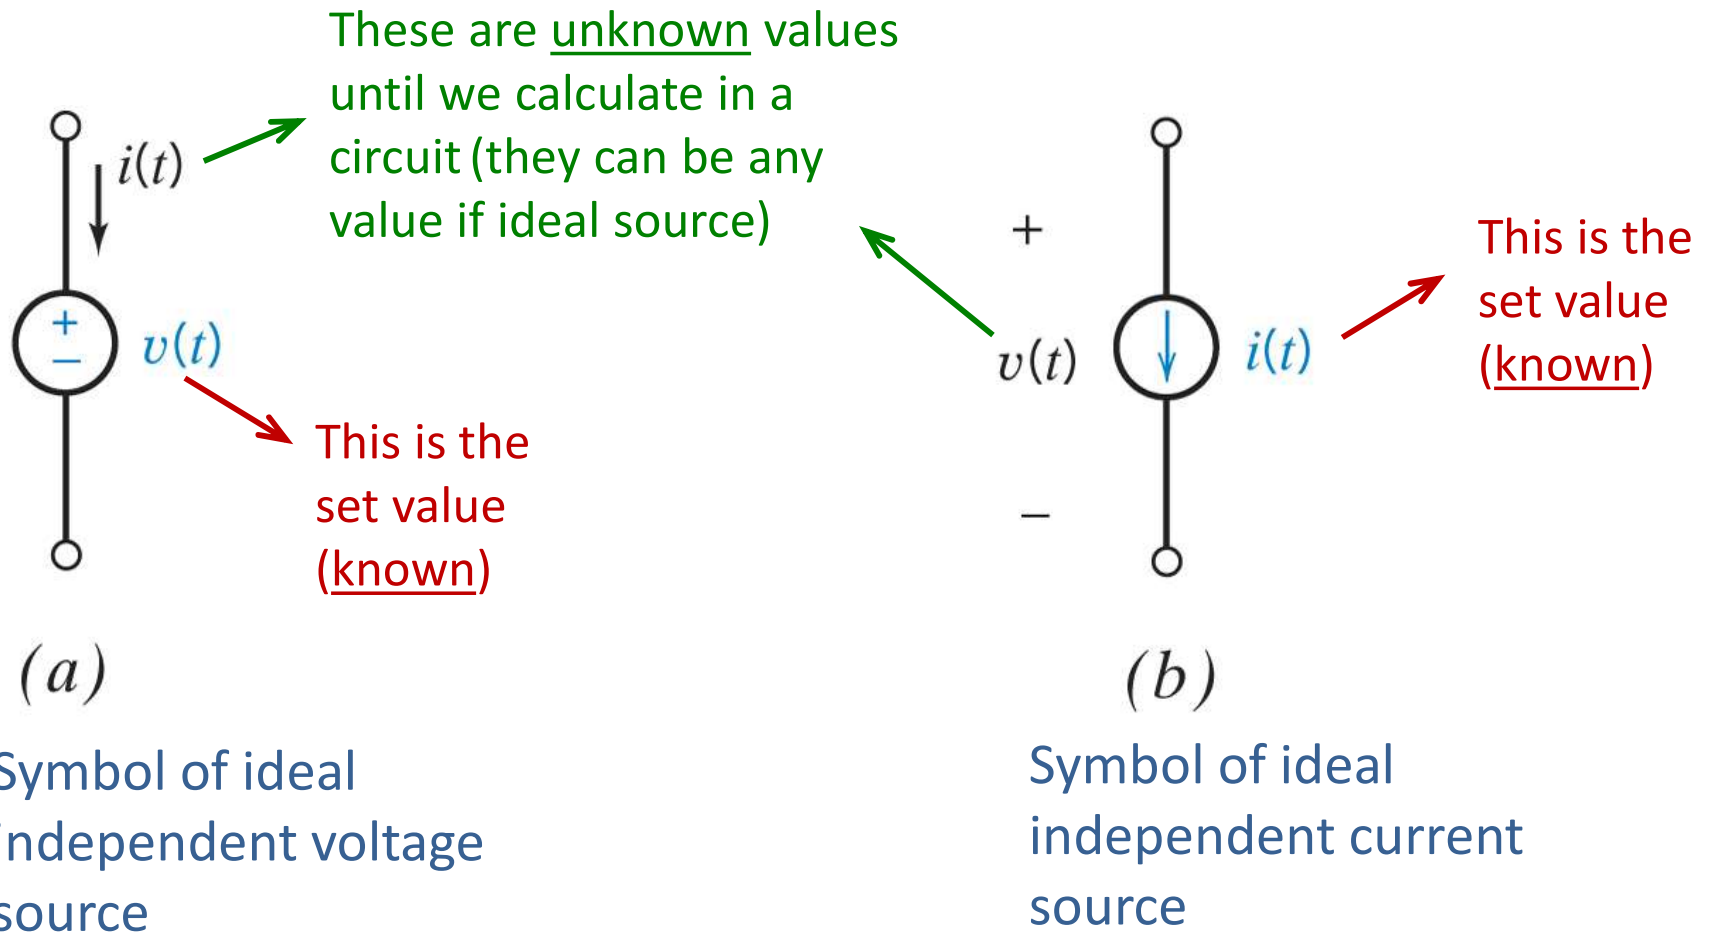 These are unknown values
until we calculate in a
circuit (they can be any
value if ideal source)
i(t)
+
−
v(t)
This is the
set value
(known)
(a)
Symbol of ideal
independent voltage
source
+
v(t)
−
i(t)
This is the
set value
(known)
(b)
Symbol of ideal
independent current
source